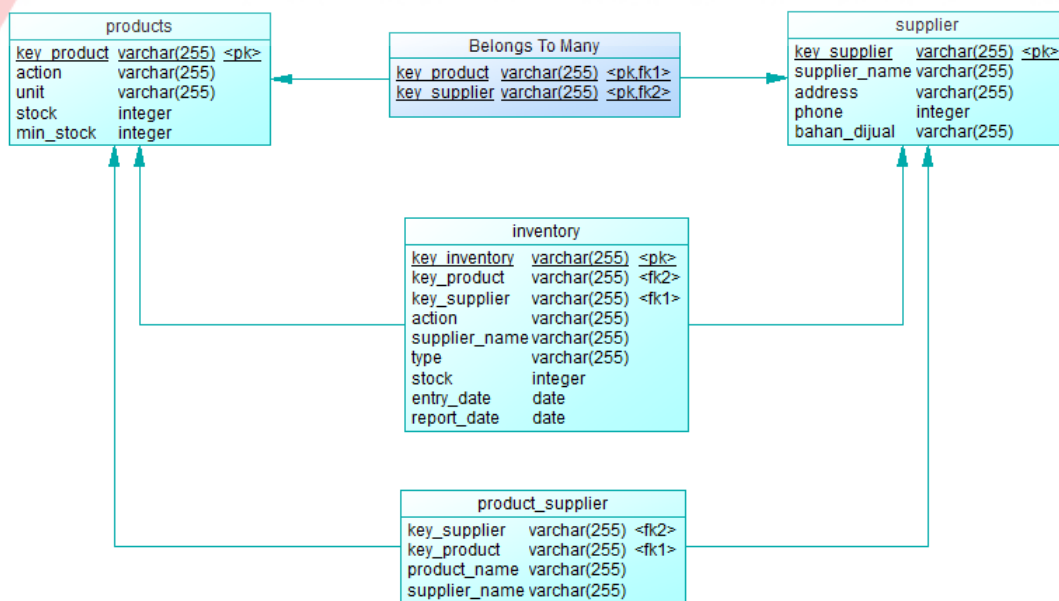 products
key_product varchar(255) <pk>
action varchar(255)
unit varchar(255)
stock integer
min_stock integer
Belongs To Many
key_product varchar(255) <pk,fk1>
key_supplier varchar(255) <pk,fk2>
supplier
key_supplier varchar(255) <pk>
supplier_name varchar(255)
address varchar(255)
phone integer
bahan_dijual varchar(255)
inventory
key_inventory varchar(255) <pk>
key_product varchar(255) <fk2>
key_supplier varchar(255) <fk1>
action varchar(255)
supplier_name varchar(255)
type varchar(255)
stock integer
entry_date date
report_date date
product_supplier
key_supplier varchar(255) <fk2>
key_product varchar(255) <fk1>
product_name varchar(255)
supplier_name varchar(255)